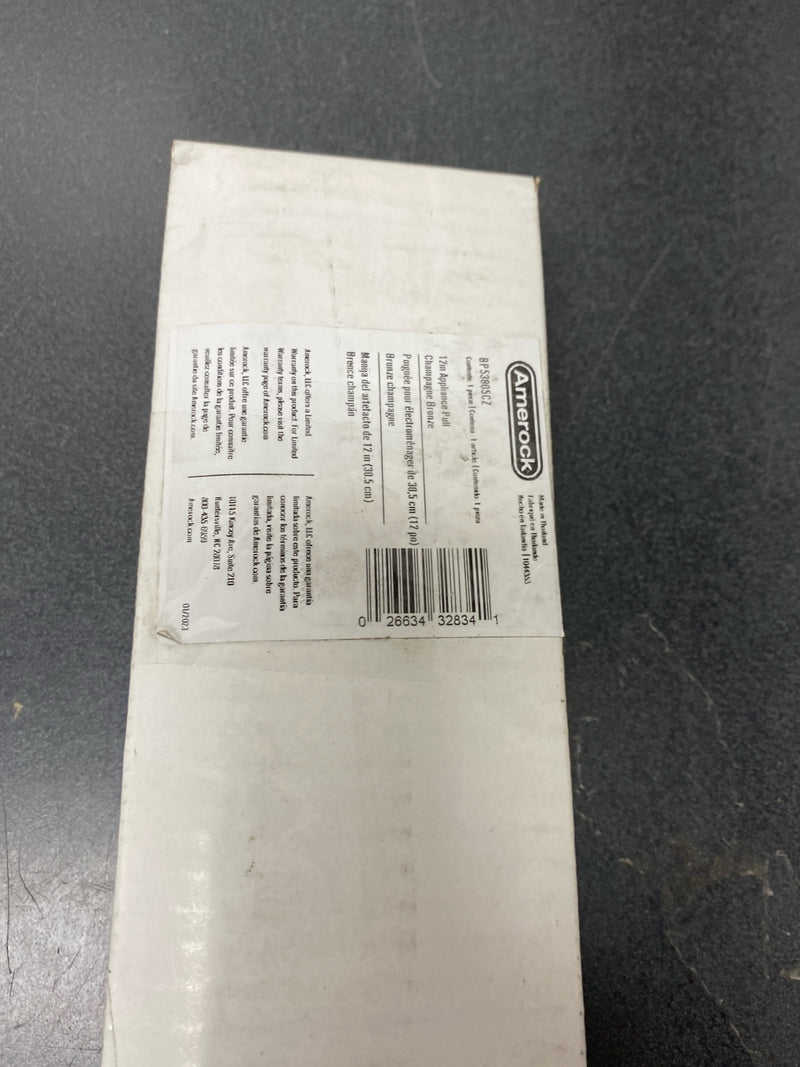 Amerock
Made in Thailand
Fabriqué en Thaïlande
Hecho en Tailandia |
BP53805CZ
Contents: 1 piece | Contenu: 1 article | Contenido: 1 pieza
12in Appliance Pull
Champagne Bronze
Poignée pour électroménager de 30,5 cm (12 po)
Bronze champagne
Manija del artefacto de 12 in (30,5 cm)
Bronce champán
0 26634 32834 1
Amerock, LLC offers a Limited
Warranty on this product. For Limited
Warranty terms, please visit the
warranty page of Amerock.com
Amerock, LLC offre une garantie
limitée sur ce produit. Pour connaître
les conditions de la garantie limitée,
veuillez consulter la page de
garantie du site Amerock.com.
Amerock, LLC ofrece una garantía
limitada sobre este producto. Para
conocer los términos de la garantía
limitada, visite la página sobre
garantías de Amerock.com.
10115 Kincey Ave, Suite 210
Huntersville, NC 28078
800-435-6959
Amerock.com
01/2023